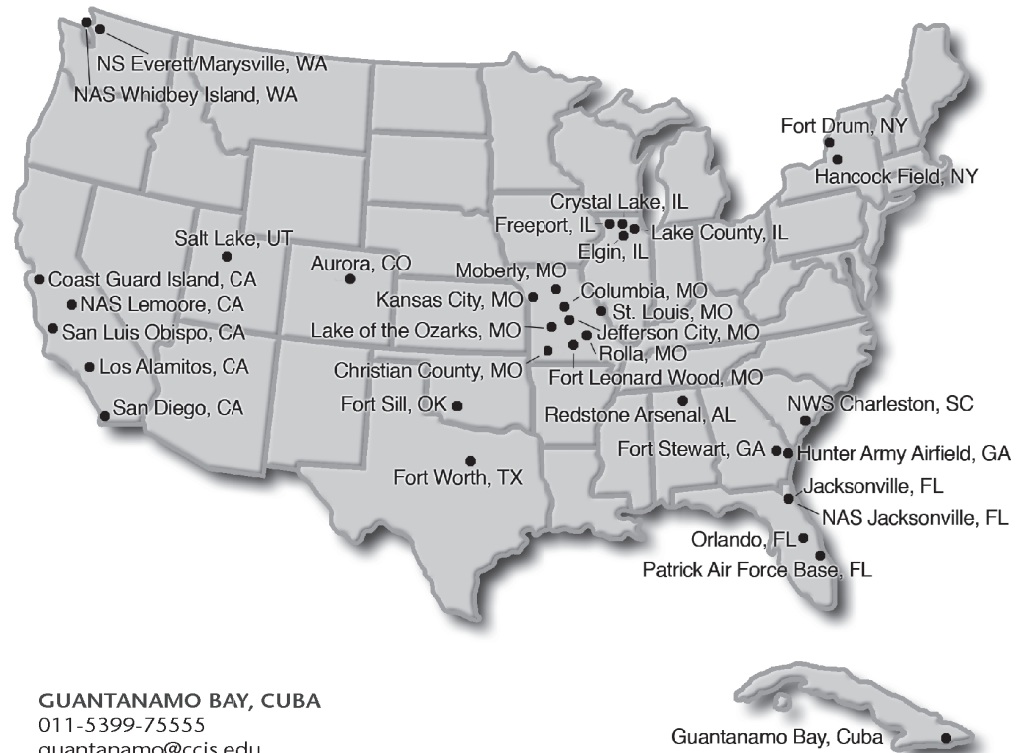 NS Everett/Marysville, WA
NAS Whidbey Island, WA
Fort Drum, NY
Hancock Field, NY
Crystal Lake, IL
Freeport, IL
Lake County, IL
Elgin, IL
Salt Lake, UT
Aurora, CO
Moberly, MO
Coast Guard Island, CA
Columbia, MO
Kansas City, MO
NAS Lemoore, CA
St. Louis, MO
San Luis Obispo, CA
Lake of the Ozarks, MO
Jefferson City, MO
Rolla, MO
Los Alamitos, CA
Christian County, MO
Fort Leonard Wood, MO
San Diego, CA
Fort Sill, OK
Redstone Arsenal, AL
NWS Charleston, SC
Fort Stewart, GA
Hunter Army Airfield, GA
Fort Worth, TX
Jacksonville, FL
NAS Jacksonville, FL
Orlando, FL
Patrick Air Force Base, FL
GUANTANAMO BAY, CUBA
011-5399-75555
guantanamo@ccis.edu
Guantanamo Bay, Cuba